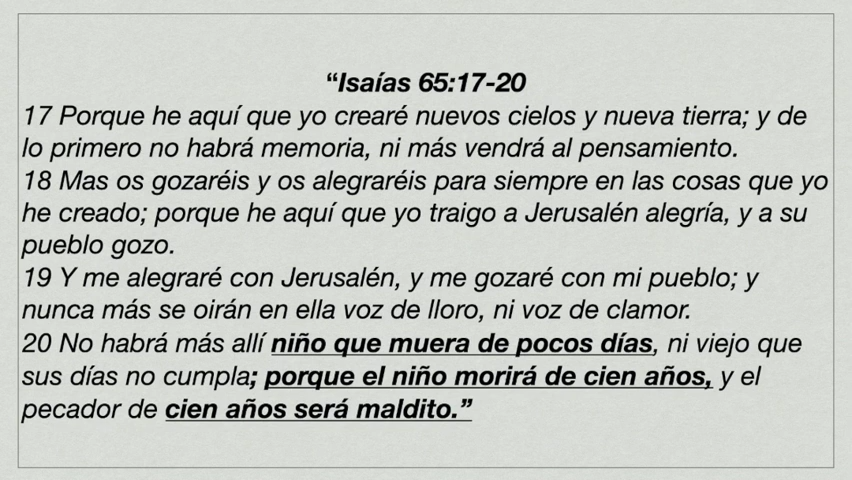 “Isaías 65:17-20
17 Porque he aquí que yo crearé nuevos cielos y nueva tierra; y de
lo primero no habrá memoria, ni más vendrá al pensamiento.
18 Mas os gozaréis y os alegraréis para siempre en las cosas que yo
he creado; porque he aquí que yo traigo a Jerusalén alegría, y a su
pueblo gozo.
19 Y me alegraré con Jerusalén, y me gozaré con mi pueblo; y
nunca más se oirán en ella voz de lloro, ni voz de clamor.
20 No habrá más allí niño que muera de pocos días, ni viejo que
sus días no cumpla; porque el niño morirá de cien años, y el
pecador de cien años será maldito.”